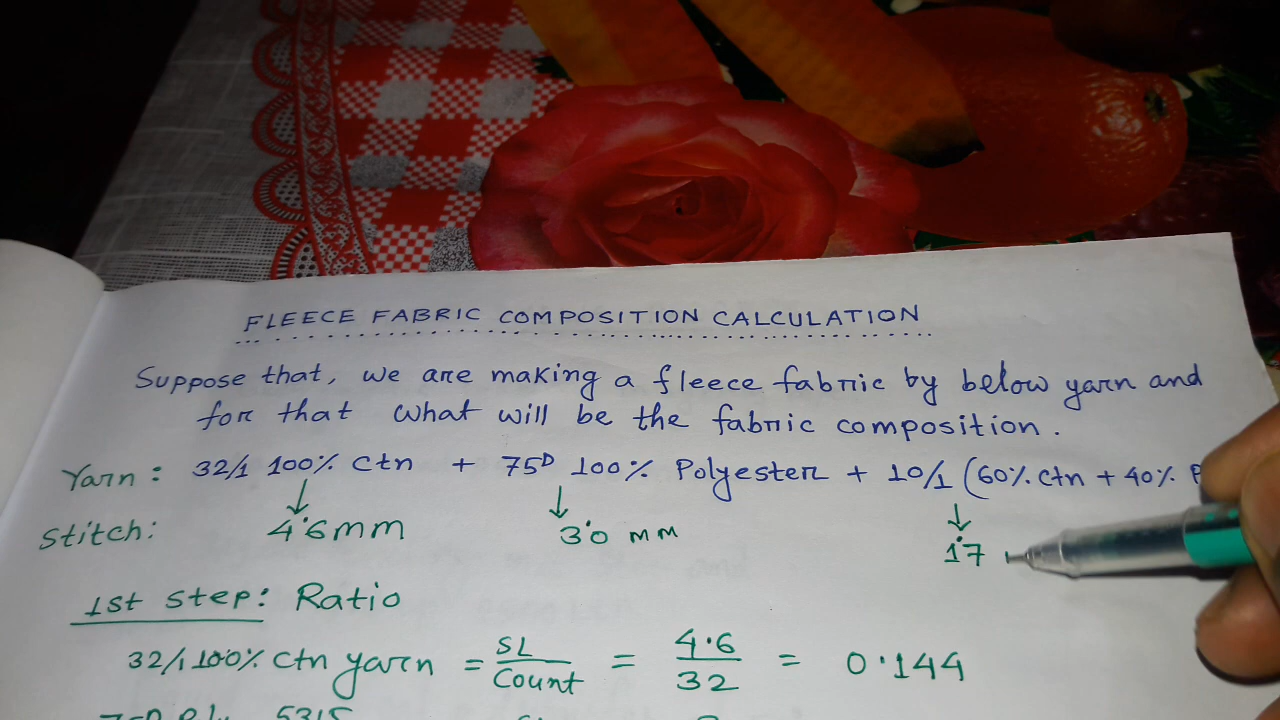 FLEECE FABRIC COMPOSITION CALCULATION
Suppose that, we are making a fleece fabric by below yarn and
for that what will be the fabric composition.
Yarn: 32/1 100% Ctn + 75D 100% Polyester + 10/1 (60% Ctn + 40% P
Stitch: 4.6mm 3.0 mm 1.7
1st step: Ratio
32/1 100% Ctn yarn = SL/Count = 4.6/32 = 0.144